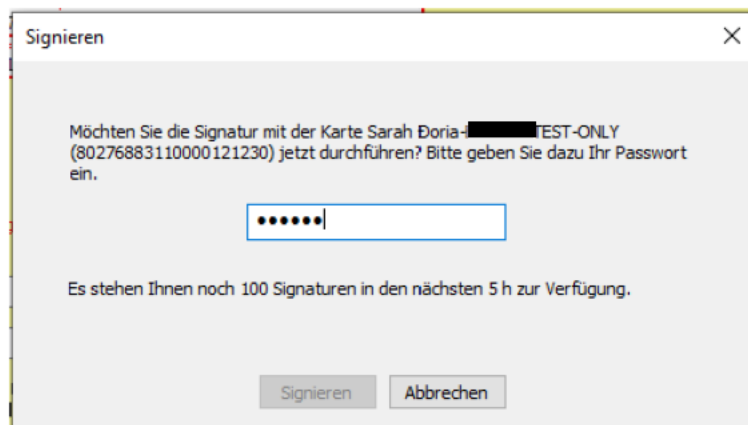 Signieren
Möchten Sie die Signatur mit der Karte Sarah Ðoria- TEST-ONLY
(80276883110000121230) jetzt durchführen? Bitte geben Sie dazu Ihr Passwort
ein.
••••••
Es stehen Ihnen noch 100 Signaturen in den nächsten 5 h zur Verfügung.
Signieren Abbrechen